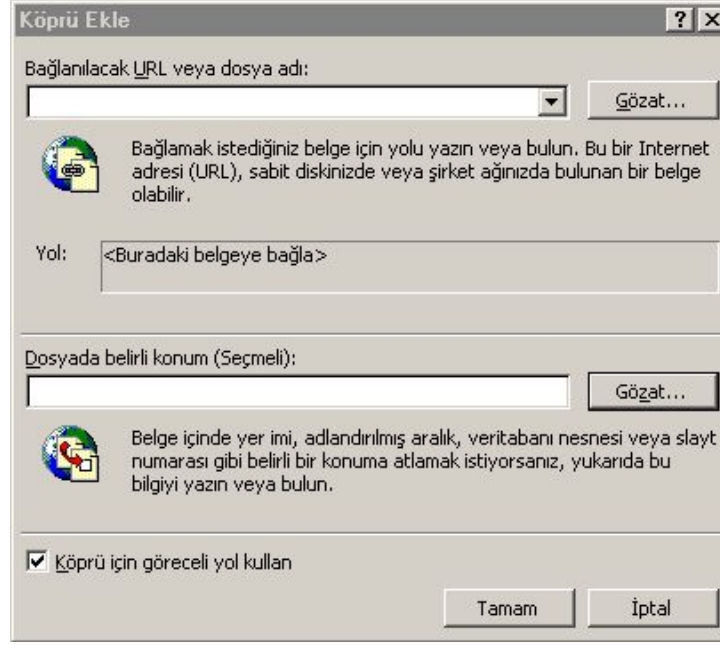 Köprü Ekle
Bağlanılacak URL veya dosya adı:
Gözat...
Bağlamak istediğiniz belge için yolu yazın veya bulun. Bu bir Internet
adresi (URL), sabit diskinizde veya şirket ağınızda bulunan bir belge
olabilir.
Yol: <Buradaki belgeye bağla>
Dosyada belirli konum (Seçmeli):
Gözat...
Belge içinde yer imi, adlandırılmış aralık, veritabanı nesnesi veya slayt
numarası gibi belirli bir konuma atlamak istiyorsanız, yukarıda bu
bilgiyi yazın veya bulun.
Köprü için göreceli yol kullan
Tamam İptal